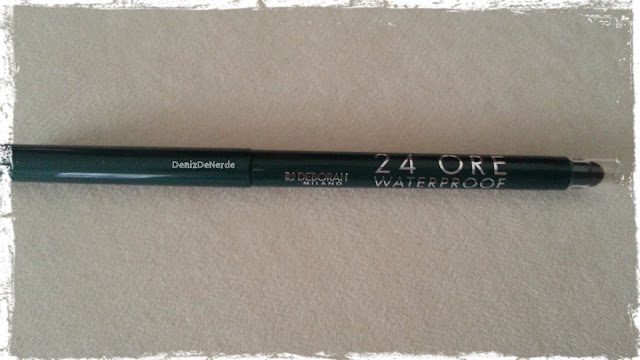 DenizDeNerde
DEBORAH
MILANO
24 ORE
WATERPROOF